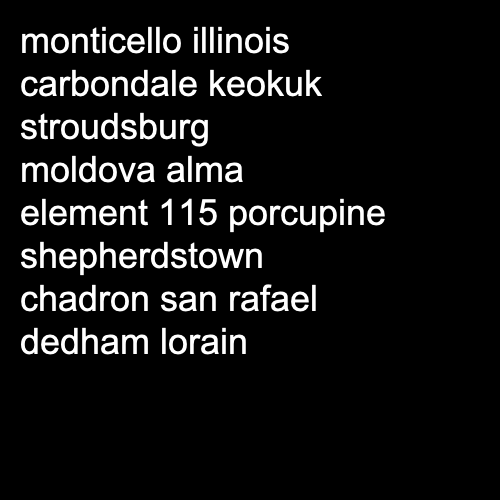 monticello illinois
carbondale keokuk
stroudsburg
moldova alma
element 115 porcupine
shepherdstown
chadron san rafael
dedham lorain